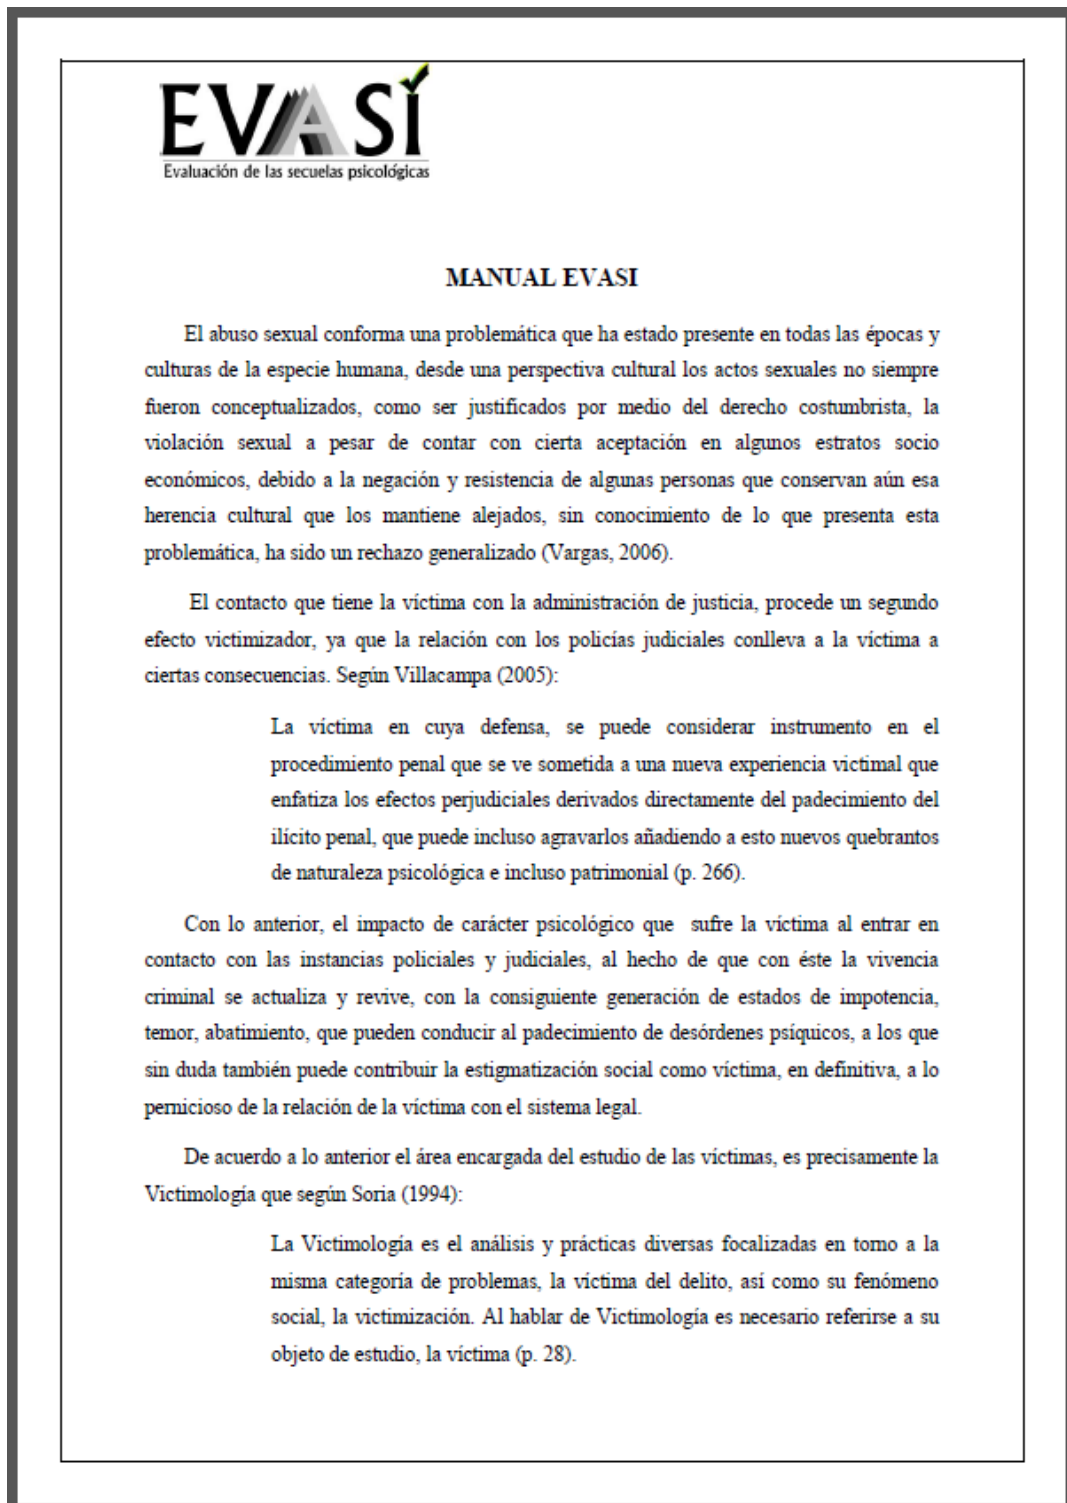 EVASÍ
Evaluación de las secuelas psicológicas
MANUAL EVASI
El abuso sexual conforma una problemática que ha estado presente en todas las épocas y
culturas de la especie humana, desde una perspectiva cultural los actos sexuales no siempre
fueron conceptualizados, como ser justificados por medio del derecho costumbrista, la
violación sexual a pesar de contar con cierta aceptación en algunos estratos socio
económicos, debido a la negación y resistencia de algunas personas que conservan aún esa
herencia cultural que los mantiene alejados, sin conocimiento de lo que presenta esta
problemática, ha sido un rechazo generalizado (Vargas, 2006).
El contacto que tiene la víctima con la administración de justicia, procede un segundo
efecto victimizador, ya que la relación con los policías judiciales conlleva a la víctima a
ciertas consecuencias. Según Villacampa (2005):
La víctima en cuya defensa, se puede considerar instrumento en el
procedimiento penal que se ve sometida a una nueva experiencia victimal que
enfatiza los efectos perjudiciales derivados directamente del padecimiento del
ilícito penal, que puede incluso agravarlos añadiendo a esto nuevos quebrantos
de naturaleza psicológica e incluso patrimonial (p. 266).
Con lo anterior, el impacto de carácter psicológico que sufre la víctima al entrar en
contacto con las instancias policiales y judiciales, al hecho de que con éste la vivencia
criminal se actualiza y revive, con la consiguiente generación de estados de impotencia,
temor, abatimiento, que pueden conducir al padecimiento de desórdenes psíquicos, a los que
sin duda también puede contribuir la estigmatización social como víctima, en definitiva, a lo
pernicioso de la relación de la víctima con el sistema legal.
De acuerdo a lo anterior el área encargada del estudio de las víctimas, es precisamente la
Victimología que según Soria (1994):
La Victimología es el análisis y prácticas diversas focalizadas en torno a la
misma categoría de problemas, la víctima del delito, así como su fenómeno
social, la victimización. Al hablar de Victimología es necesario referirse a su
objeto de estudio, la víctima (p. 28).